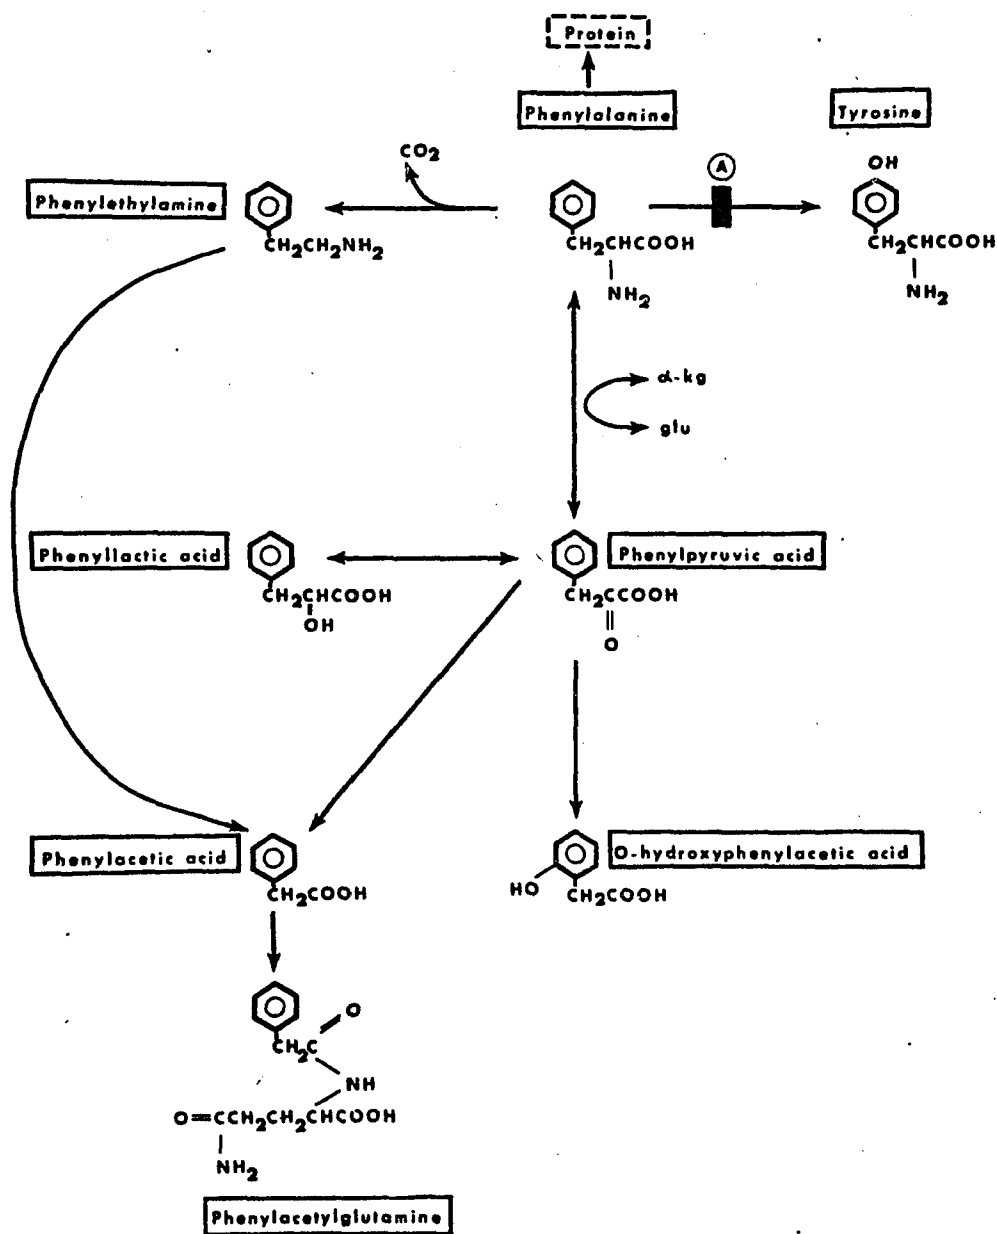 Protein
Phenylalanine
Tyrosine
A
OH
CO2
Phenylethylamine
CH2CH2NH2
CH2CHCOOH
NH2
CH2CHCOOH
NH2
α-kg
glu
Phenyllactic acid
CH2CHCOOH
OH
Phenylpyruvic acid
CH2CCOOH
O
Phenylacetic acid
CH2COOH
O-hydroxyphenylacetic acid
HO
CH2COOH
O
CH2C
NH
O=CCH2CH2CHCOOH
NH2
Phenylacetylglutamine